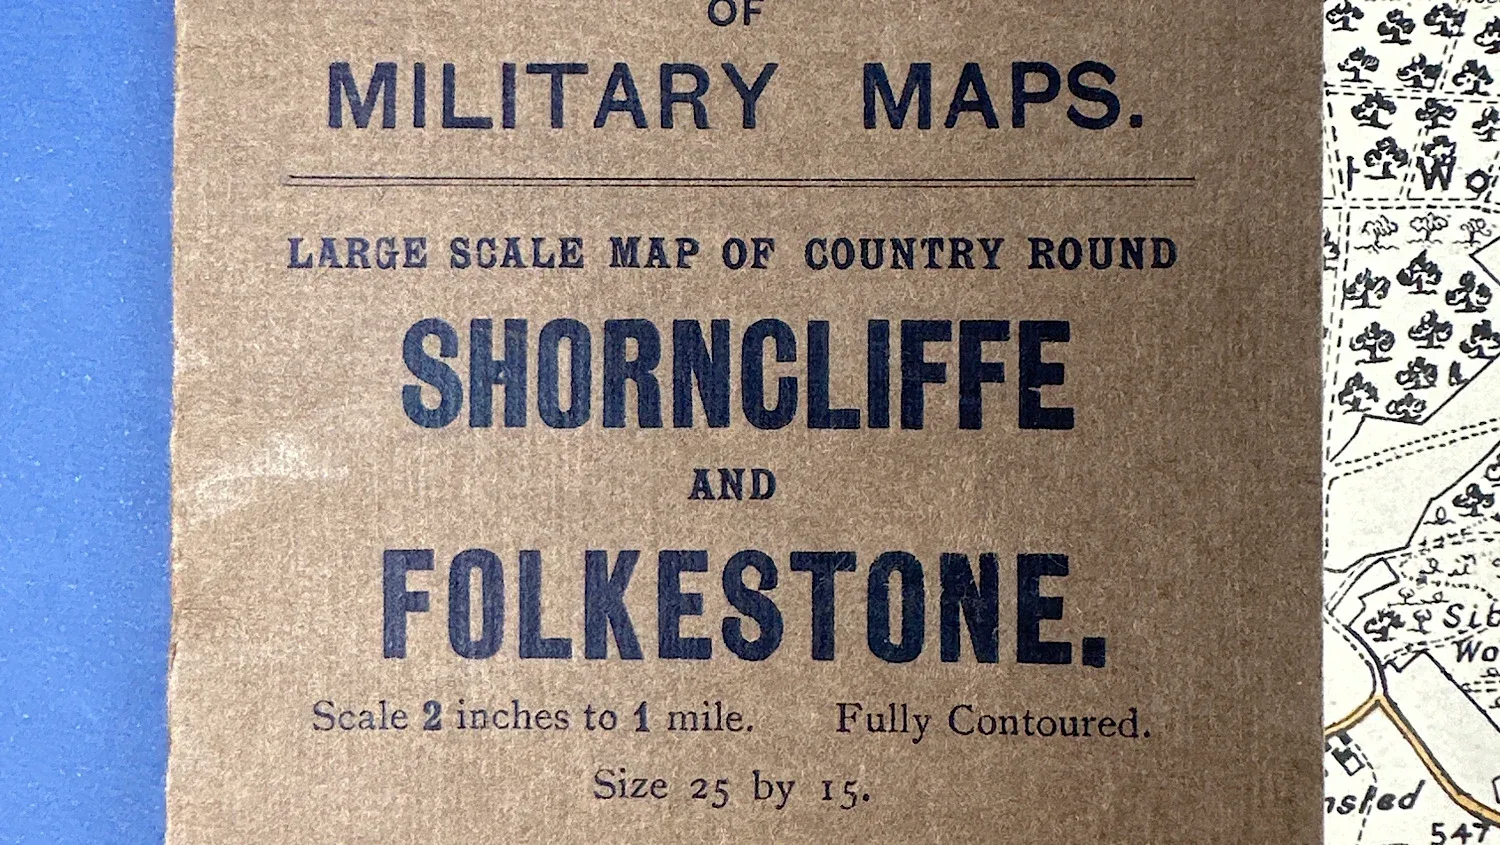 OF
MILITARY MAPS.
LARGE SCALE MAP OF COUNTRY ROUND
SHORNCLIFFE
AND
FOLKESTONE.
Scale 2 inches to 1 mile. Fully Contoured.
Size 25 by 15.
W o
547